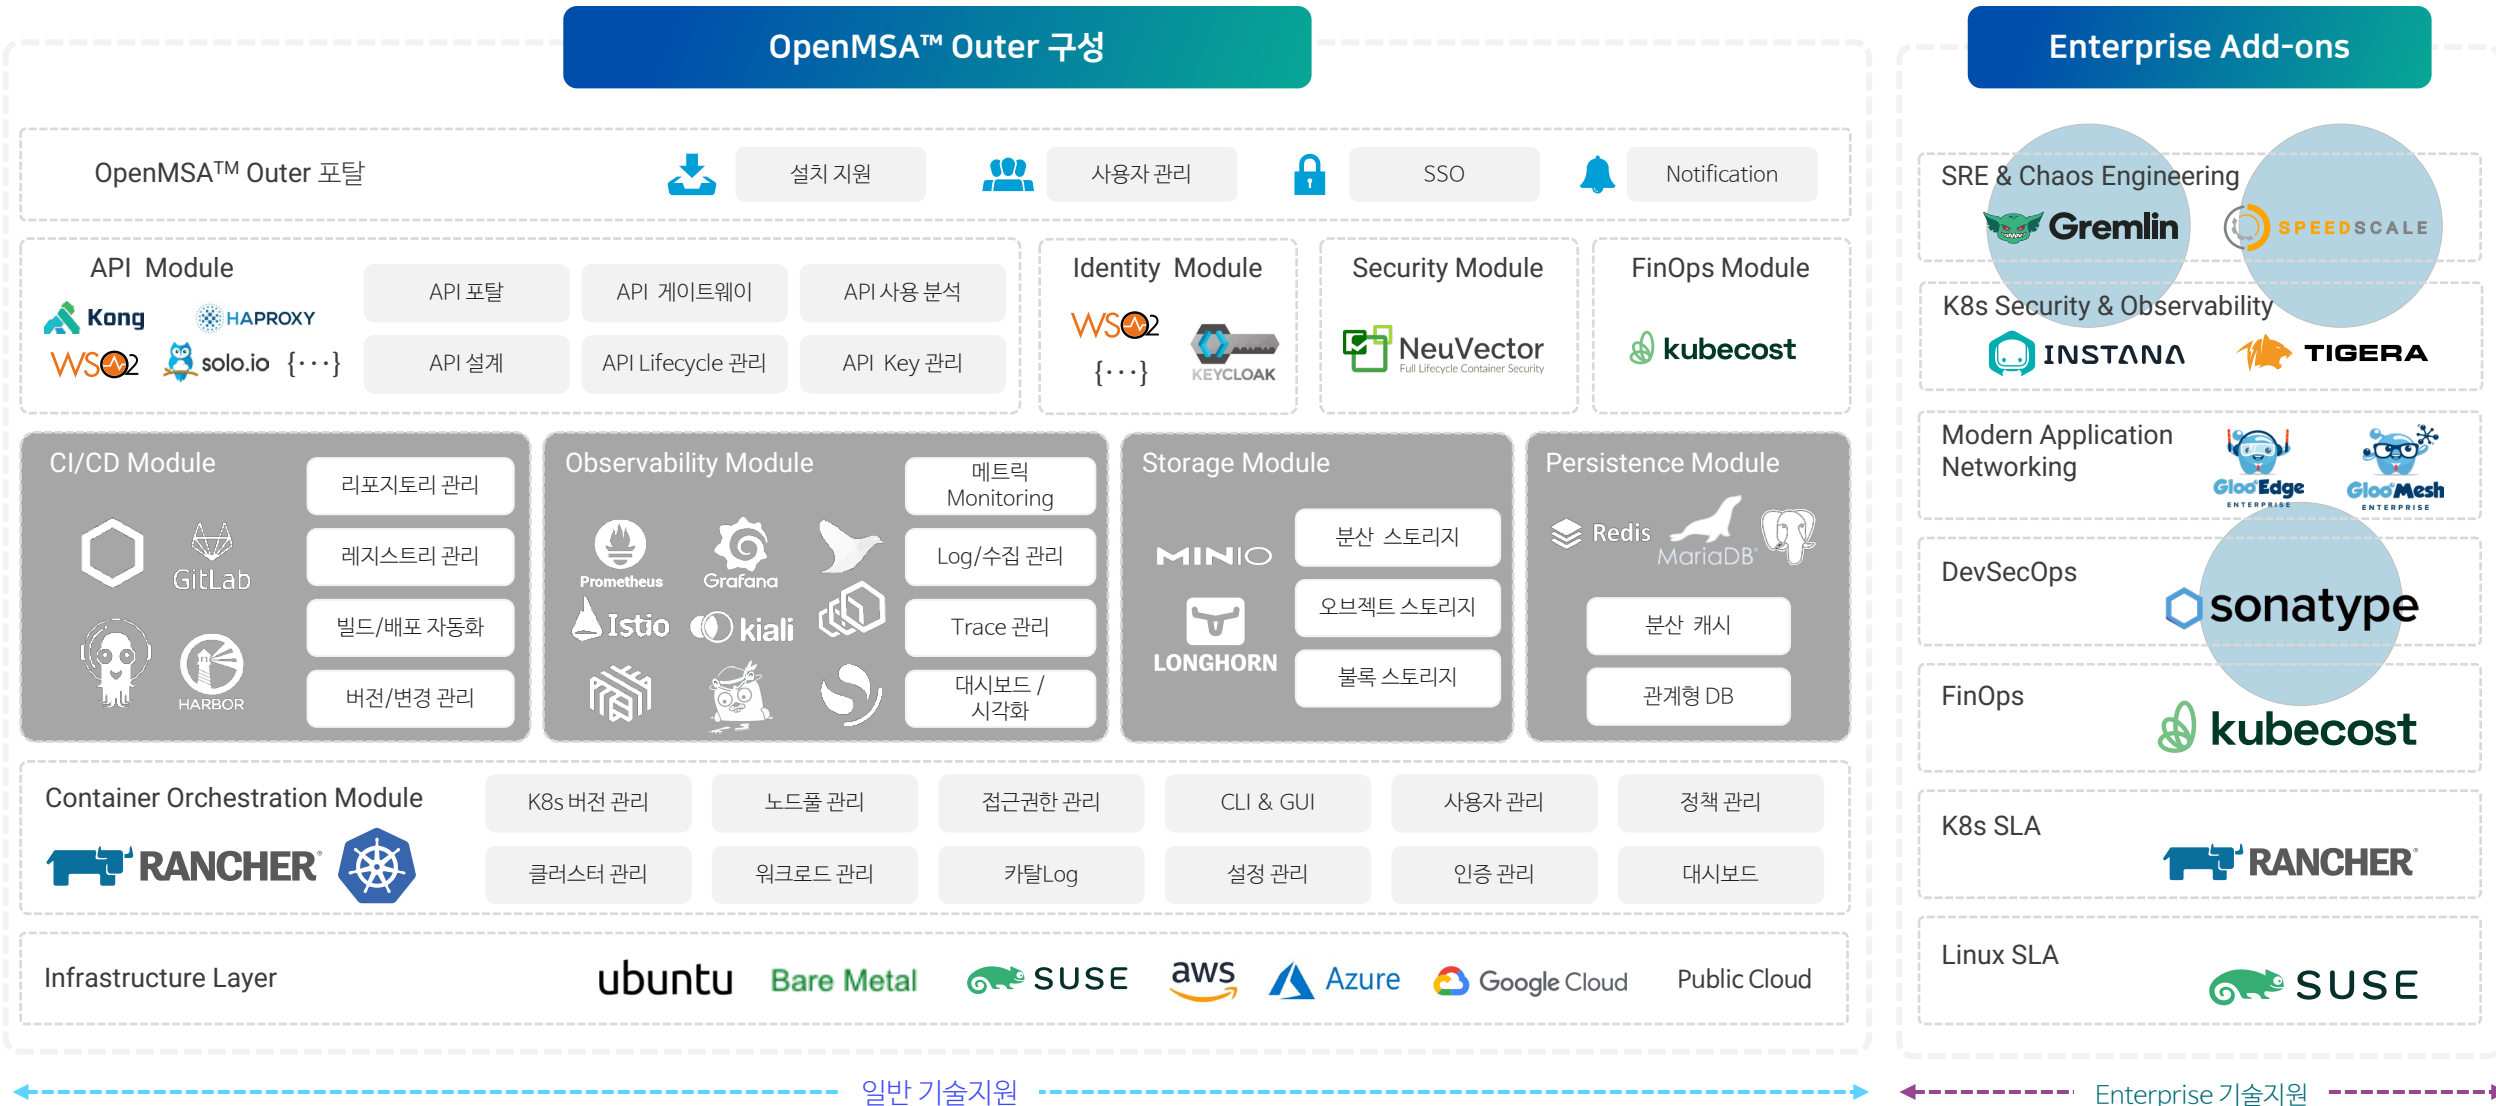 OpenMSA™ Outer 구성
Enterprise Add-ons
OpenMSA™ Outer 포탈
설치 지원
사용자 관리
SSO
Notification
API Module
Kong
HAPROXY
WSO2
solo.io
{···}
API 포탈
API 게이트웨이
API 사용 분석
API 설계
API Lifecycle 관리
API Key 관리
Identity Module
WSO2
{···}
KEYCLOAK
Security Module
NeuVector
Full Lifecycle Container Security
FinOps Module
kubecost
CI/CD Module
GitLab
HARBOR
리포지토리 관리
레지스트리 관리
빌드/배포 자동화
버전/변경 관리
Observability Module
Prometheus
Grafana
Istio
kiali
메트릭
Monitoring
Log/수집 관리
Trace 관리
대시보드 /
시각화
Storage Module
MINIO
LONGHORN
분산 스토리지
오브젝트 스토리지
불록 스토리지
Persistence Module
Redis
MariaDB
분산 캐시
관계형 DB
Container Orchestration Module
RANCHER
K8s 버전 관리
노드풀 관리
접근권한 관리
CLI & GUI
사용자 관리
정책 관리
클러스터 관리
워크로드 관리
카탈Log
설정 관리
인증 관리
대시보드
Infrastructure Layer
ubuntu
Bare Metal
SUSE
aws
Azure
Google Cloud
Public Cloud
SRE & Chaos Engineering
Gremlin
SPEEDSCALE
K8s Security & Observability
INSTANA
TIGERA
Modern Application
Networking
Gloo Edge
ENTERPRISE
Gloo Mesh
ENTERPRISE
DevSecOps
sonatype
FinOps
kubecost
K8s SLA
RANCHER
Linux SLA
SUSE
일반 기술지원
Enterprise 기술지원